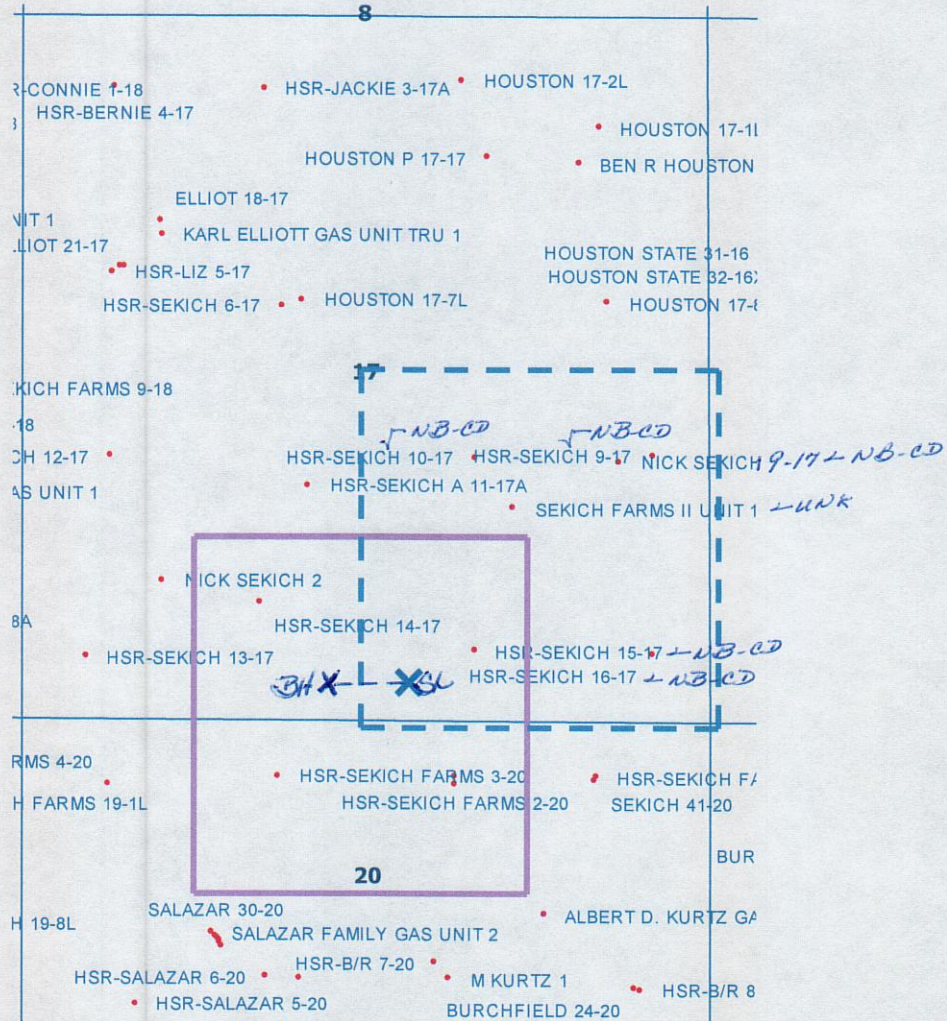 8
R-CONNIE 1-18
HSR-JACKIE 3-17A
HOUSTON 17-2L
HSR-BERNIE 4-17
HOUSTON 17-1L
HOUSTON P 17-17
BEN R HOUSTON
ELLIOT 18-17
NIT 1
KARL ELLIOTT GAS UNIT TRU 1
LIOT 21-17
HOUSTON STATE 31-16
HSR-LIZ 5-17
HOUSTON STATE 32-16
HSR-SEKICH 6-17
HOUSTON 17-7L
HOUSTON 17-8
17
KICH FARMS 9-18
-18
NB-CD
NB-CD
CH 12-17
HSR-SEKICH 10-17
HSR-SEKICH 9-17
NICK SEKICH 9-17 NB-CD
AS UNIT 1
HSR-SEKICH A 11-17A
SEKICH FARMS II UNIT 1 UNK
NICK SEKICH 2
8A
HSR-SEKICH 14-17
HSR-SEKICH 13-17
HSR-SEKICH 15-17 NB-CD
BH X - - X SL
HSR-SEKICH 16-17 NB-CD
RMS 4-20
HSR-SEKICH FARMS 3-20
HSR-SEKICH FA
H FARMS 19-1L
HSR-SEKICH FARMS 2-20
SEKICH 41-20
BUR
20
SALAZAR 30-20
ALBERT D. KURTZ GA
H 19-8L
SALAZAR FAMILY GAS UNIT 2
HSR-B/R 7-20
HSR-SALAZAR 6-20
M KURTZ 1
HSR-B/R 8
HSR-SALAZAR 5-20
BURCHFIELD 24-20